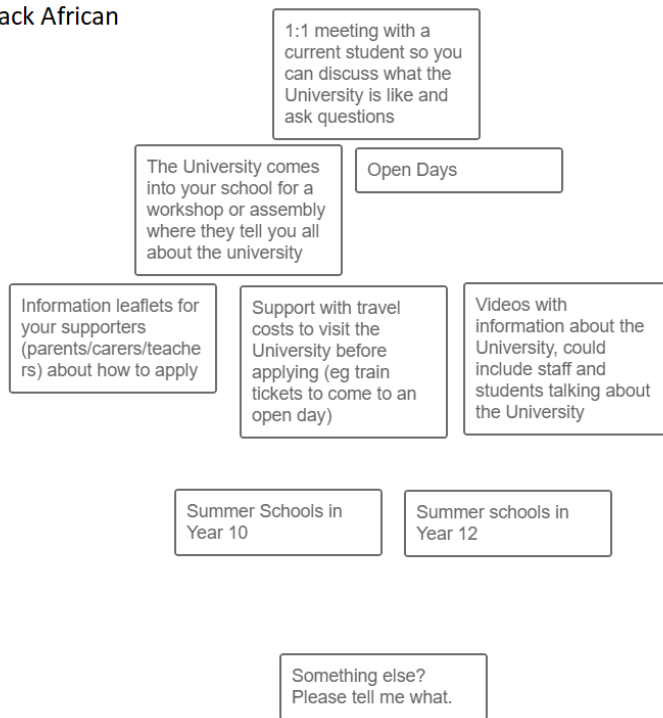 ack African
1:1 meeting with a
current student so you
can discuss what the
University is like and
ask questions
The University comes
into your school for a
workshop or assembly
where they tell you all
about the university
Open Days
Information leaflets for
your supporters
(parents/carers/teache
rs) about how to apply
Support with travel
costs to visit the
University before
applying (eg train
tickets to come to an
open day)
Videos with
information about the
University, could
include staff and
students talking about
the University
Summer Schools in
Year 10
Summer schools in
Year 12
Something else?
Please tell me what.